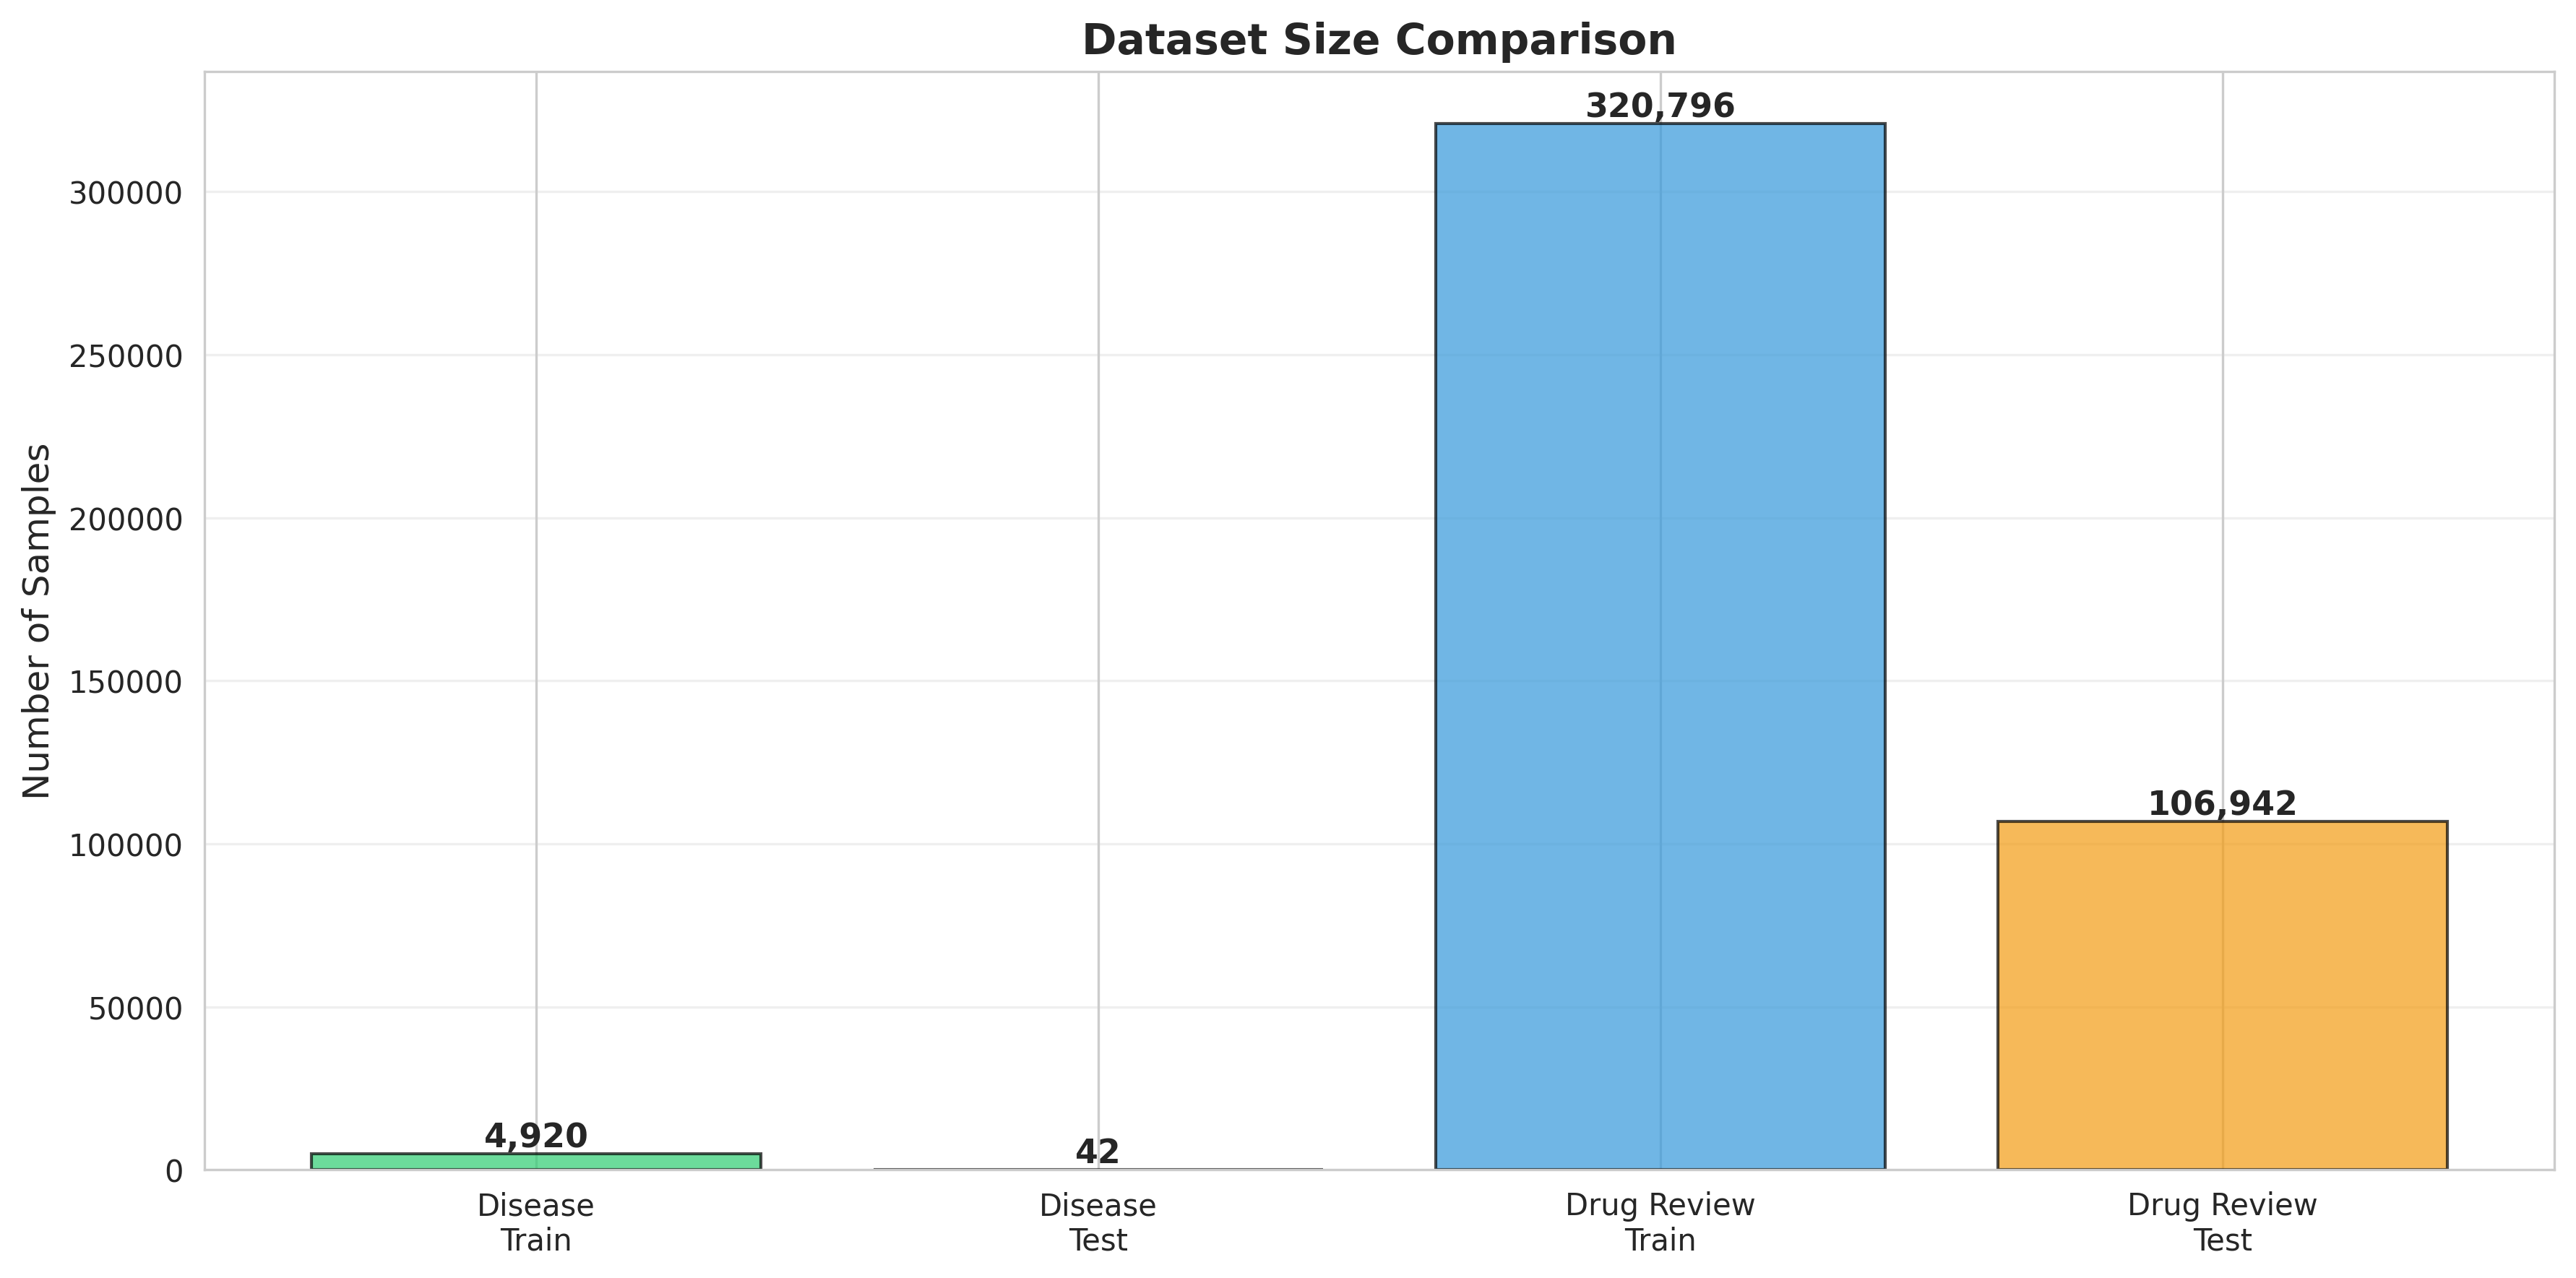 Dataset Size Comparison
Number of Samples
300000
250000
200000
150000
100000
50000
0
4,920
42
320,796
106,942
Disease
Train
Disease
Test
Drug Review
Train
Drug Review
Test